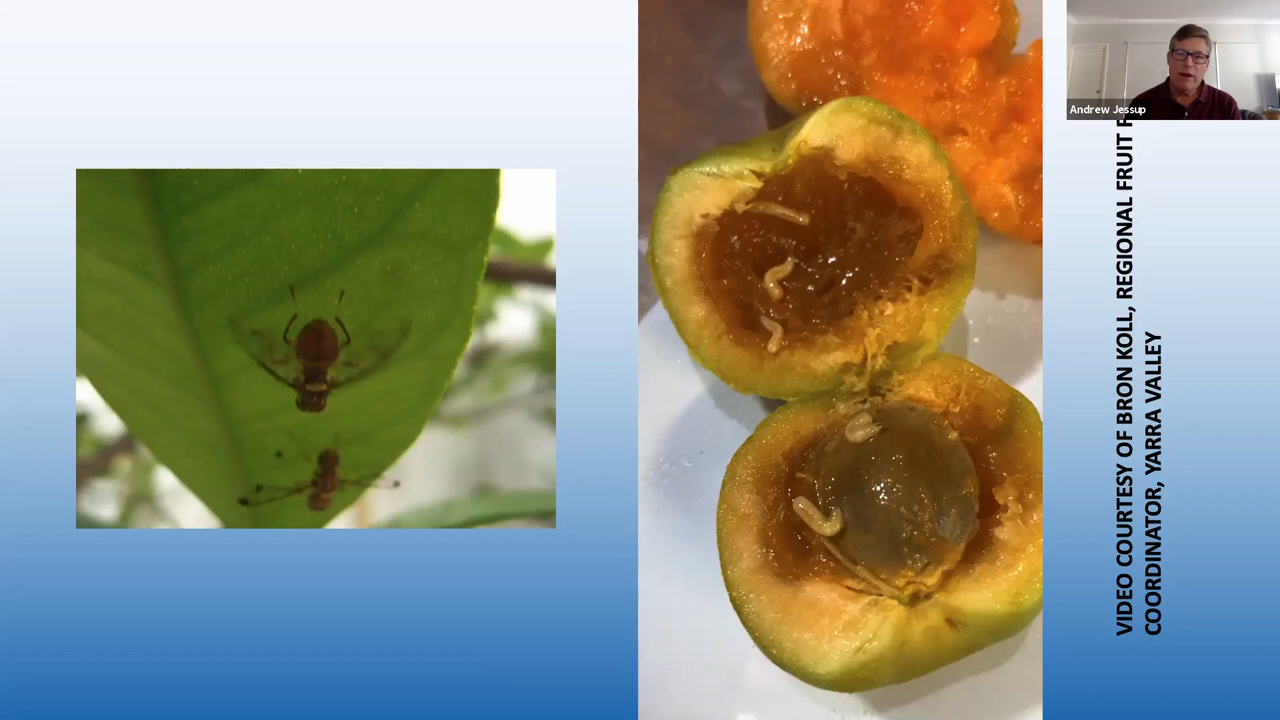 Andrew Jessup
VIDEO COURTESY OF BRON KOLL, REGIONAL FRUIT
COORDINATOR, YARRA VALLEY